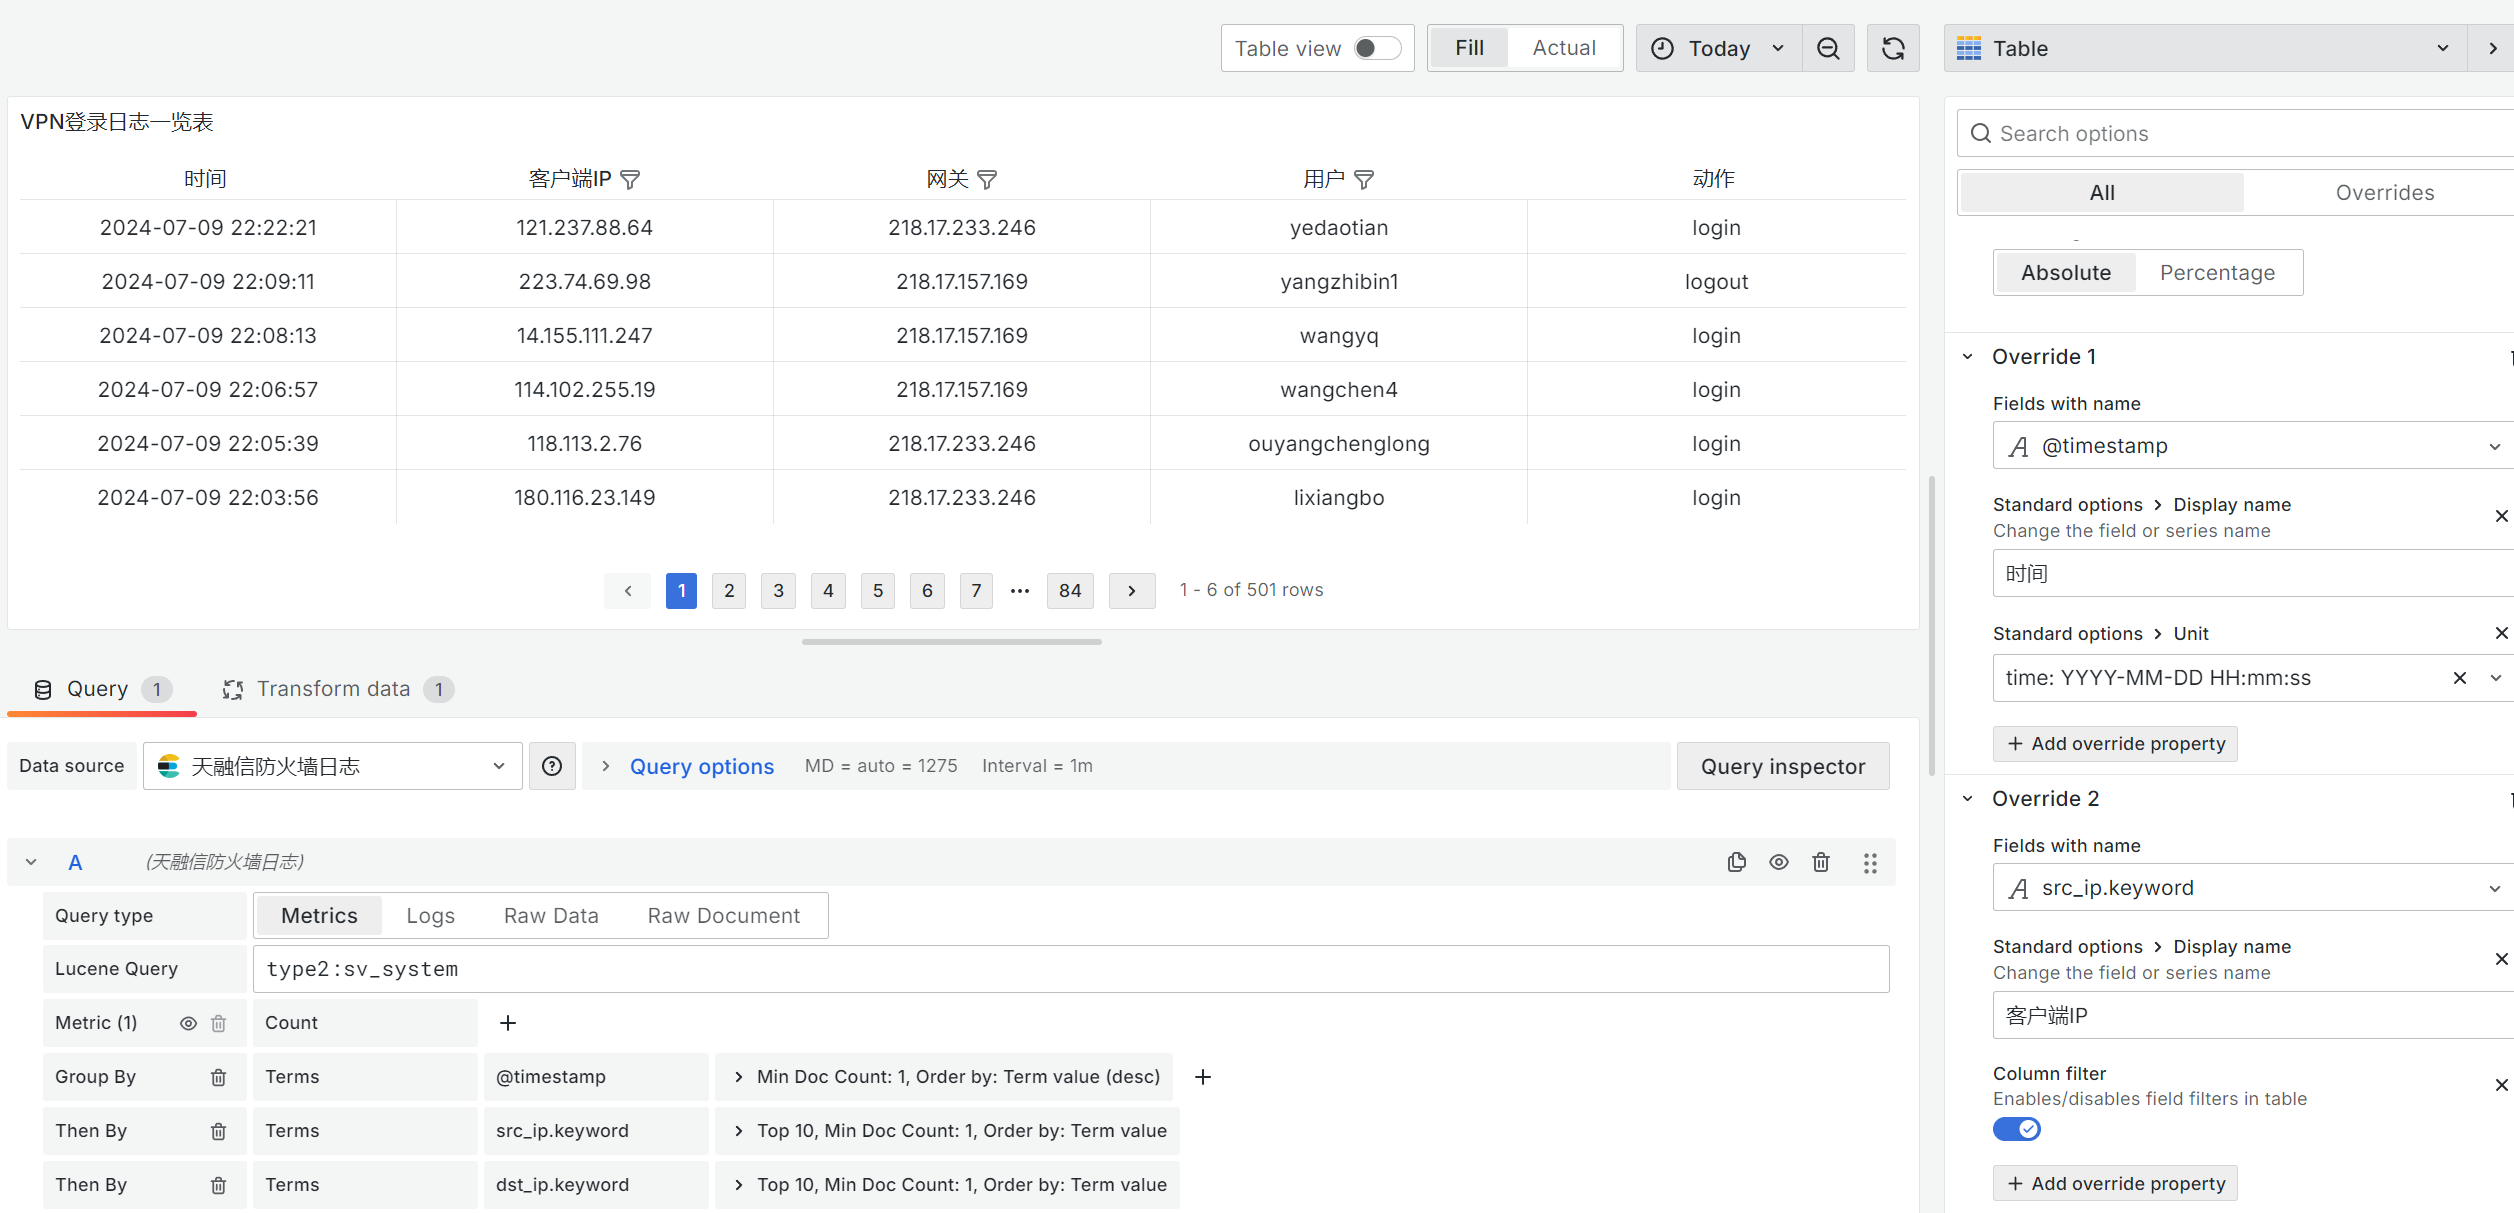 Table view
Fill Actual
Today
Table
VPN登录日志一览表
时间 客户端IP 网关 用户 动作
2024-07-09 22:22:21 121.237.88.64 218.17.233.246 yedaotian login
2024-07-09 22:09:11 223.74.69.98 218.17.157.169 yangzhibin1 logout
2024-07-09 22:08:13 14.155.111.247 218.17.157.169 wangyq login
2024-07-09 22:06:57 114.102.255.19 218.17.157.169 wangchen4 login
2024-07-09 22:05:39 118.113.2.76 218.17.233.246 ouyangchenglong login
2024-07-09 22:03:56 180.116.23.149 218.17.233.246 lixiangbo login
1 2 3 4 5 6 7 ··· 84 1 - 6 of 501 rows
Query 1 Transform data 1
Data source 天融信防火墙日志 Query options MD = auto = 1275 Interval = 1m Query inspector
A (天融信防火墙日志)
Query type Metrics Logs Raw Data Raw Document
Lucene Query type2:sv_system
Metric (1) Count +
Group By Terms @timestamp > Min Doc Count: 1, Order by: Term value (desc) +
Then By Terms src_ip.keyword > Top 10, Min Doc Count: 1, Order by: Term value
Then By Terms dst_ip.keyword > Top 10, Min Doc Count: 1, Order by: Term value
Search options
All Overrides
Absolute Percentage
Override 1
Fields with name
@timestamp
Standard options > Display name
Change the field or series name
时间
Standard options > Unit
time: YYYY-MM-DD HH:mm:ss
+ Add override property
Override 2
Fields with name
src_ip.keyword
Standard options > Display name
Change the field or series name
客户端IP
Column filter
Enables/disables field filters in table
+ Add override property